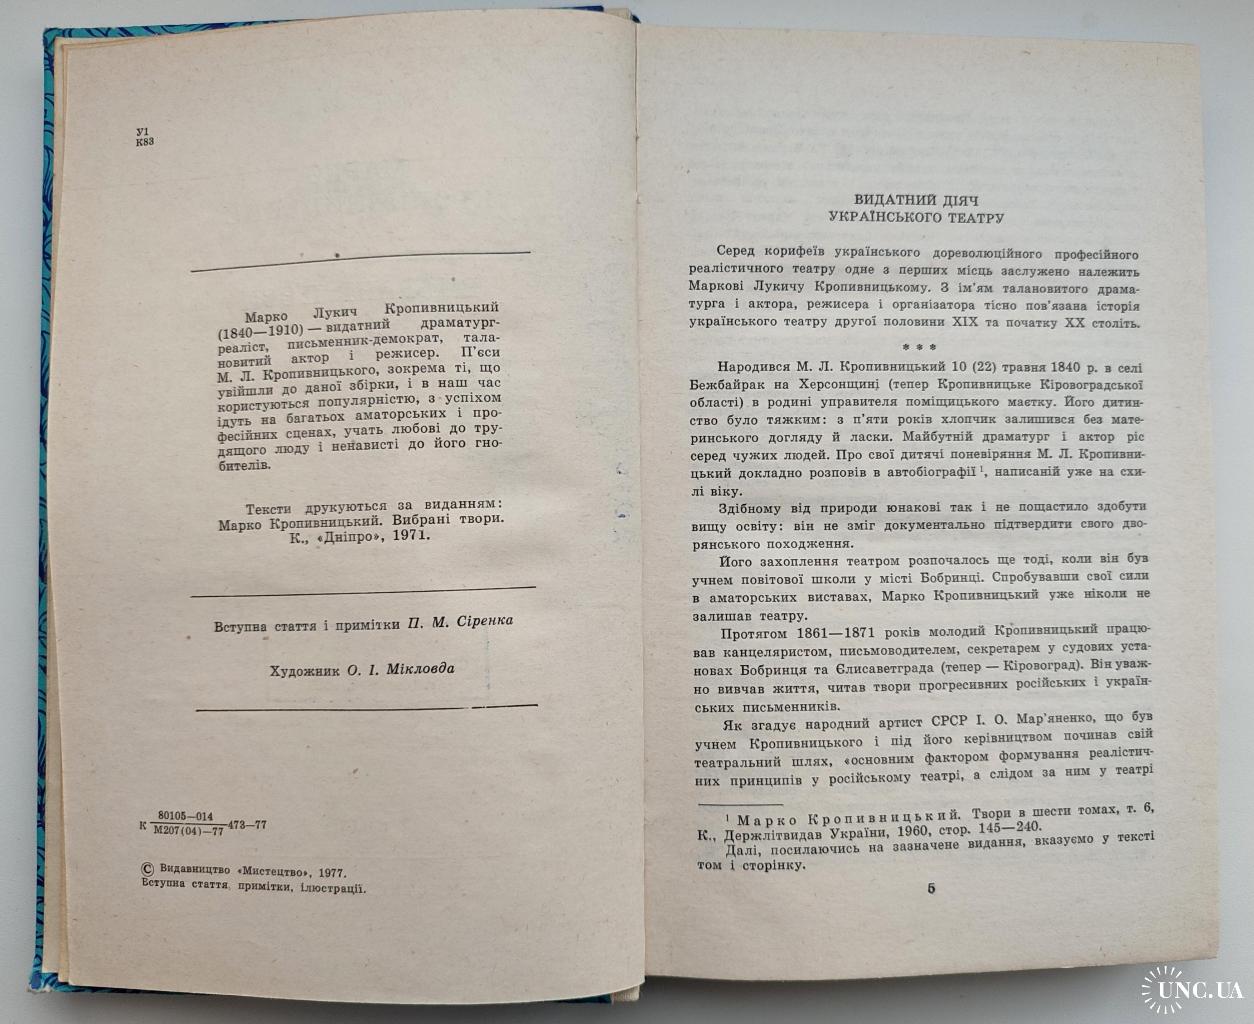 У1
К83
Марко Лукич Кропивницький
(1840—1910) — видатний драматург-
реаліст, письменник-демократ, тала-
новитий актор і режисер. П'єси
М. Л. Кропивницького, зокрема ті, що
увійшли до даної збірки, і в наш час
користуються популярністю, з успіхом
ідуть на багатьох аматорських і про-
фесійних сценах, учать любові до тру-
дящого люду і ненависті до його гно-
бителів.
Тексти друкуються за виданням:
Марко Кропивницький. Вибрані твори.
К., «Дніпро», 1971.
Вступна стаття і примітки П. М. Сіренка
Художник О. І. Мікловда
80105—014
К М207(04)—77 473—77
© Видавництво «Мистецтво», 1977.
Вступна стаття, примітки, ілюстрації.
ВИДАТНИЙ ДІЯЧ
УКРАЇНСЬКОГО ТЕАТРУ
Серед корифеїв українського дореволюційного професійного
реалістичного театру одне з перших місць заслужено належить
Маркові Лукичу Кропивницькому. З ім'ям талановитого драма-
турга і актора, режисера і організатора тісно пов'язана історія
українського театру другої половини XIX та початку XX століть.
* * *
Народився М. Л. Кропивницький 10 (22) травня 1840 р. в селі
Бежбайрак на Херсонщині (тепер Кропивницьке Кіровоградської
області) в родині управителя поміщицького маєтку. Його дитин-
ство було тяжким: з п'яти років хлопчик залишився без мате-
ринського догляду й ласки. Майбутній драматург і актор ріс
серед чужих людей. Про свої дитячі поневіряння М. Л. Кропивни-
цький докладно розповів в автобіографії ¹, написаній уже на схи-
лі віку.
Здібному від природи юнакові так і не пощастило здобути
вищу освіту: він не зміг документально підтвердити свого дво-
рянського походження.
Його захоплення театром розпочалось ще тоді, коли він був
учнем повітової школи у місті Бобринці. Спробувавши свої сили
в аматорських виставах, Марко Кропивницький уже ніколи не
залишав театру.
Протягом 1861—1871 років молодий Кропивницький працю-
вав канцеляристом, письмоводителем, секретарем у судових уста-
новах Бобринця та Єлисаветграда (тепер — Кіровоград). Він уваж-
но вивчав життя, читав твори прогресивних російських і україн-
ських письменників.
Як згадує народний артист СРСР І. О. Мар'яненко, що був
учнем Кропивницького і під його керівництвом починав свій
театральний шлях, «основним фактором формування реалістич-
них принципів у російському театрі, а слідом за ним у театрі
¹ Марко Кропивницький. Твори в шести томах, т. 6,
К., Держлітвидав України, 1960, стор. 145—240.
Далі, посилаючись на зазначене видання, вказуємо у тексті
том і сторінку.
5
UNC.UA